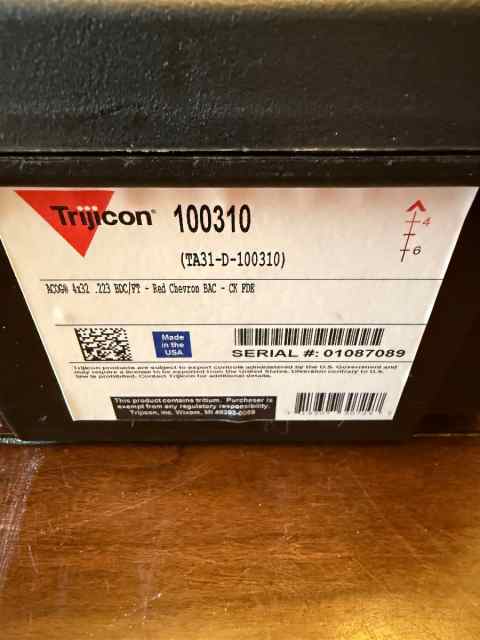 Trijicon® 100310
(TA31-D-100310)
4
6
ACOG® 4x32 .223 BDC/FT - Red Chevron BAC - CK FDE
Made
in the
USA
SERIAL #: 01087089
Trijicon products are subject to export controls administered by the U.S. Government and
may require a license to be exported from the United States. Diversion contrary to U.S.
law is prohibited. Contact Trijicon for additional details.
This product contains tritium. Purchaser is
exempt from any regulatory responsibility.
Trijicon, Inc. Wixom, MI 48393-0059